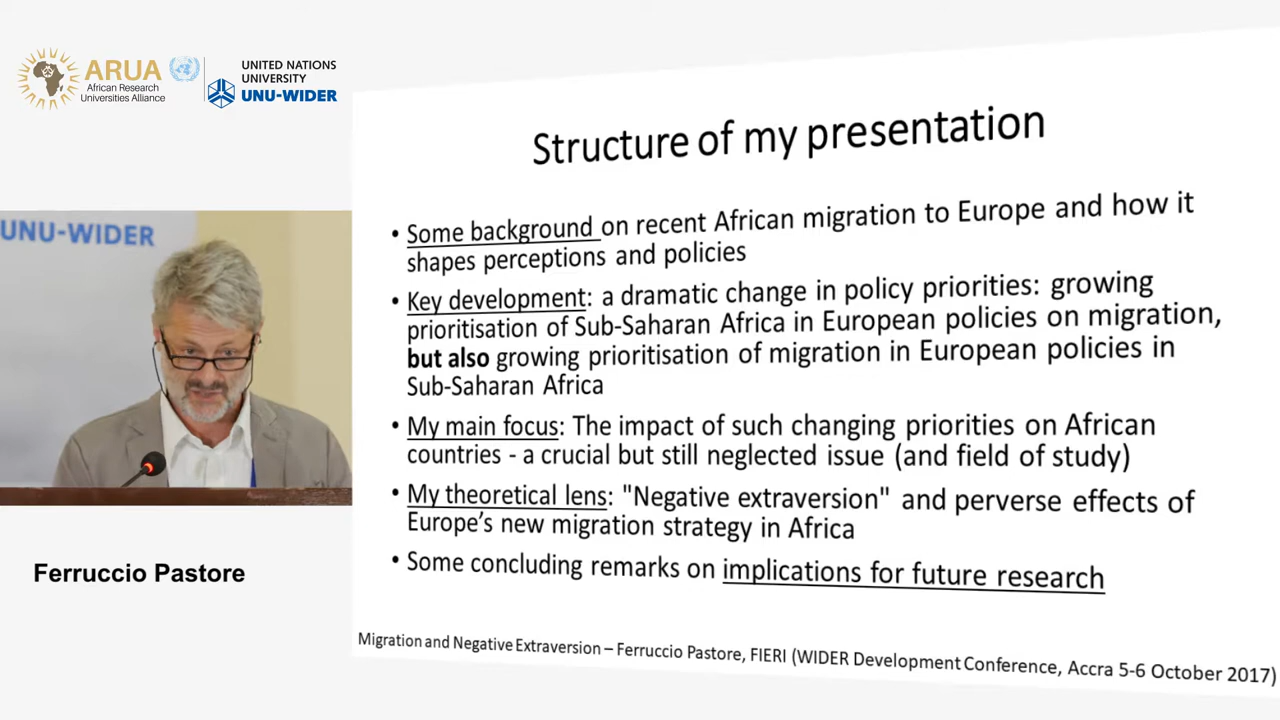 ARUA
African Research
Universities Alliance
UNITED NATIONS
UNIVERSITY
UNU-WIDER
UNU-WIDER
Ferruccio Pastore
Structure of my presentation
• Some background on recent African migration to Europe and how it
shapes perceptions and policies
• Key development: a dramatic change in policy priorities: growing
prioritisation of Sub-Saharan Africa in European policies on migration,
but also growing prioritisation of migration in European policies in
Sub-Saharan Africa
• My main focus: The impact of such changing priorities on African
countries - a crucial but still neglected issue (and field of study)
• My theoretical lens: "Negative extraversion" and perverse effects of
Europe's new migration strategy in Africa
• Some concluding remarks on implications for future research
Migration and Negative Extraversion – Ferruccio Pastore, FIERI (WIDER Development Conference, Accra 5-6 October 2017)